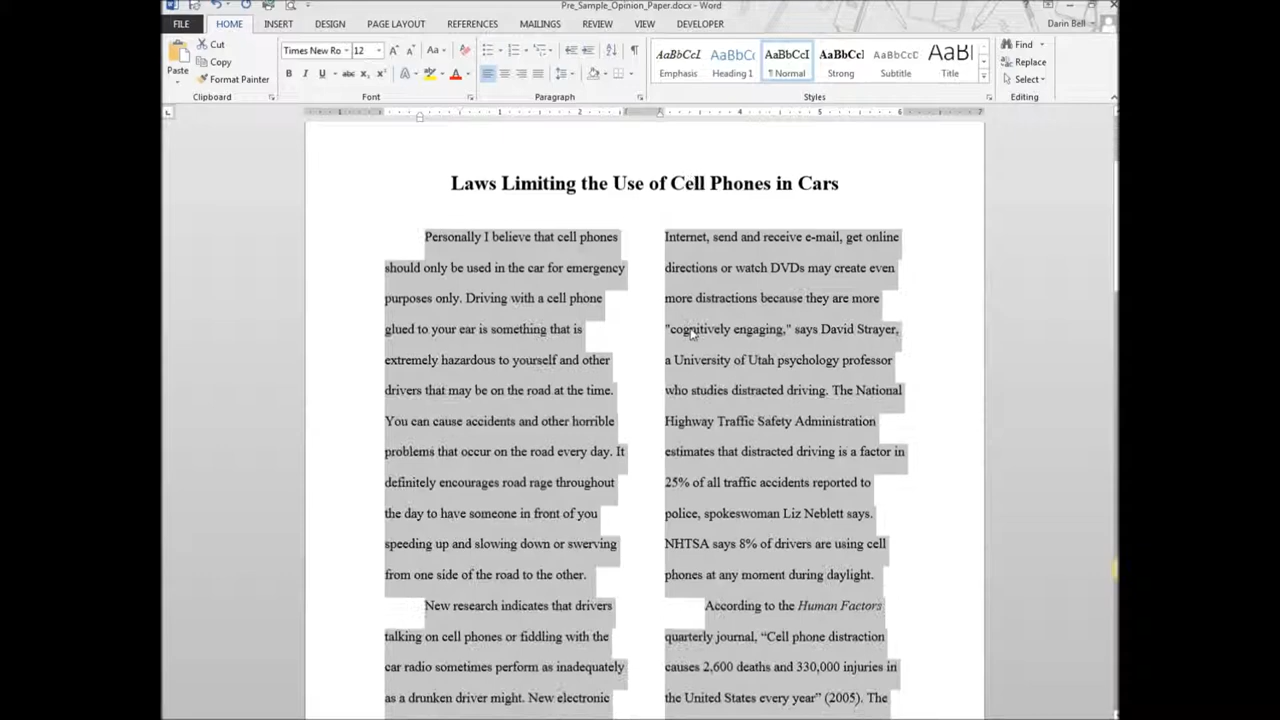 Pre_Sample_Opinion_Paper.docx - Word
FILE HOME INSERT DESIGN PAGE LAYOUT REFERENCES MAILINGS REVIEW VIEW DEVELOPER Darin Bell
Paste
Cut
Copy
Format Painter
Clipboard
Times New Ro 12
Font
Paragraph
AaBbCcI AaBbCc AaBbCcI AaBbCcI AaBbCcD AaB
Emphasis Heading 1 ¶ Normal Strong Subtitle Title
Styles
Find
Replace
Select
Editing
1 1 2 4 5 6 7
Laws Limiting the Use of Cell Phones in Cars
Personally I believe that cell phones
should only be used in the car for emergency
purposes only. Driving with a cell phone
glued to your ear is something that is
extremely hazardous to yourself and other
drivers that may be on the road at the time.
You can cause accidents and other horrible
problems that occur on the road every day. It
definitely encourages road rage throughout
the day to have someone in front of you
speeding up and slowing down or swerving
from one side of the road to the other.
New research indicates that drivers
talking on cell phones or fiddling with the
car radio sometimes perform as inadequately
as a drunken driver might. New electronic
Internet, send and receive e-mail, get online
directions or watch DVDs may create even
more distractions because they are more
"cognitively engaging," says David Strayer,
a University of Utah psychology professor
who studies distracted driving. The National
Highway Traffic Safety Administration
estimates that distracted driving is a factor in
25% of all traffic accidents reported to
police, spokeswoman Liz Neblett says.
NHTSA says 8% of drivers are using cell
phones at any moment during daylight.
According to the Human Factors
quarterly journal, “Cell phone distraction
causes 2,600 deaths and 330,000 injuries in
the United States every year” (2005). The